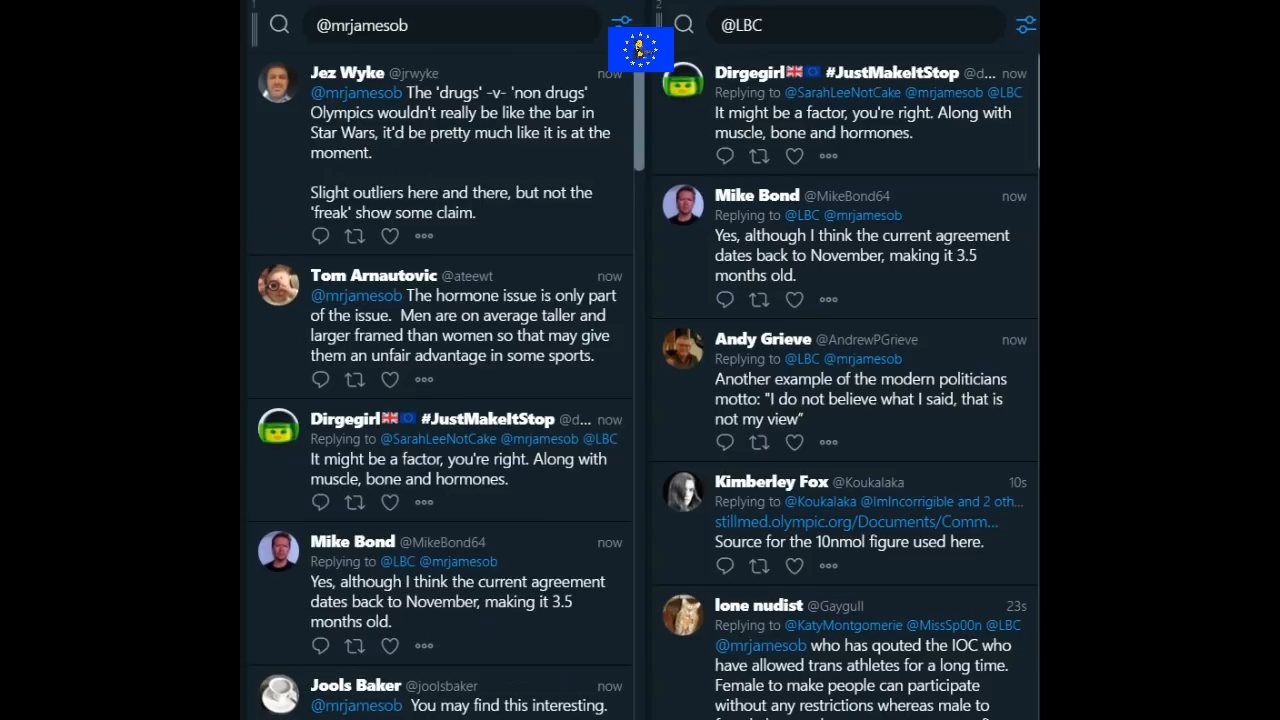 1
@mrjamesob
Jez Wyke @jrwyke now
@mrjamesob The 'drugs' -v- 'non drugs'
Olympics wouldn't really be like the bar in
Star Wars, it'd be pretty much like it is at the
moment.
Slight outliers here and there, but not the
'freak' show some claim.
Tom Arnautovic @ateewt now
@mrjamesob The hormone issue is only part
of the issue. Men are on average taller and
larger framed than women so that may give
them an unfair advantage in some sports.
Dirgegirl🇬🇧🇪🇺 #JustMakeItStop @d... now
Replying to @SarahLeeNotCake @mrjamesob @LBC
It might be a factor, you're right. Along with
muscle, bone and hormones.
Mike Bond @MikeBond64 now
Replying to @LBC @mrjamesob
Yes, although I think the current agreement
dates back to November, making it 3.5
months old.
Jools Baker @joolsbaker now
@mrjamesob You may find this interesting.
2
@LBC
Dirgegirl🇬🇧🇪🇺 #JustMakeItStop @d... now
Replying to @SarahLeeNotCake @mrjamesob @LBC
It might be a factor, you're right. Along with
muscle, bone and hormones.
Mike Bond @MikeBond64 now
Replying to @LBC @mrjamesob
Yes, although I think the current agreement
dates back to November, making it 3.5
months old.
Andy Grieve @AndrewPGrieve now
Replying to @LBC @mrjamesob
Another example of the modern politicians
motto: "I do not believe what I said, that is
not my view”
Kimberley Fox @Koukalaka 10s
Replying to @Koukalaka @ImIncorrigible and 2 oth...
stillmed.olympic.org/Documents/Comm...
Source for the 10nmol figure used here.
lone nudist @Gaygull 23s
Replying to @KatyMontgomerie @MissSp00n @LBC
@mrjamesob who has qouted the IOC who
have allowed trans athletes for a long time.
Female to make people can participate
without any restrictions whereas male to